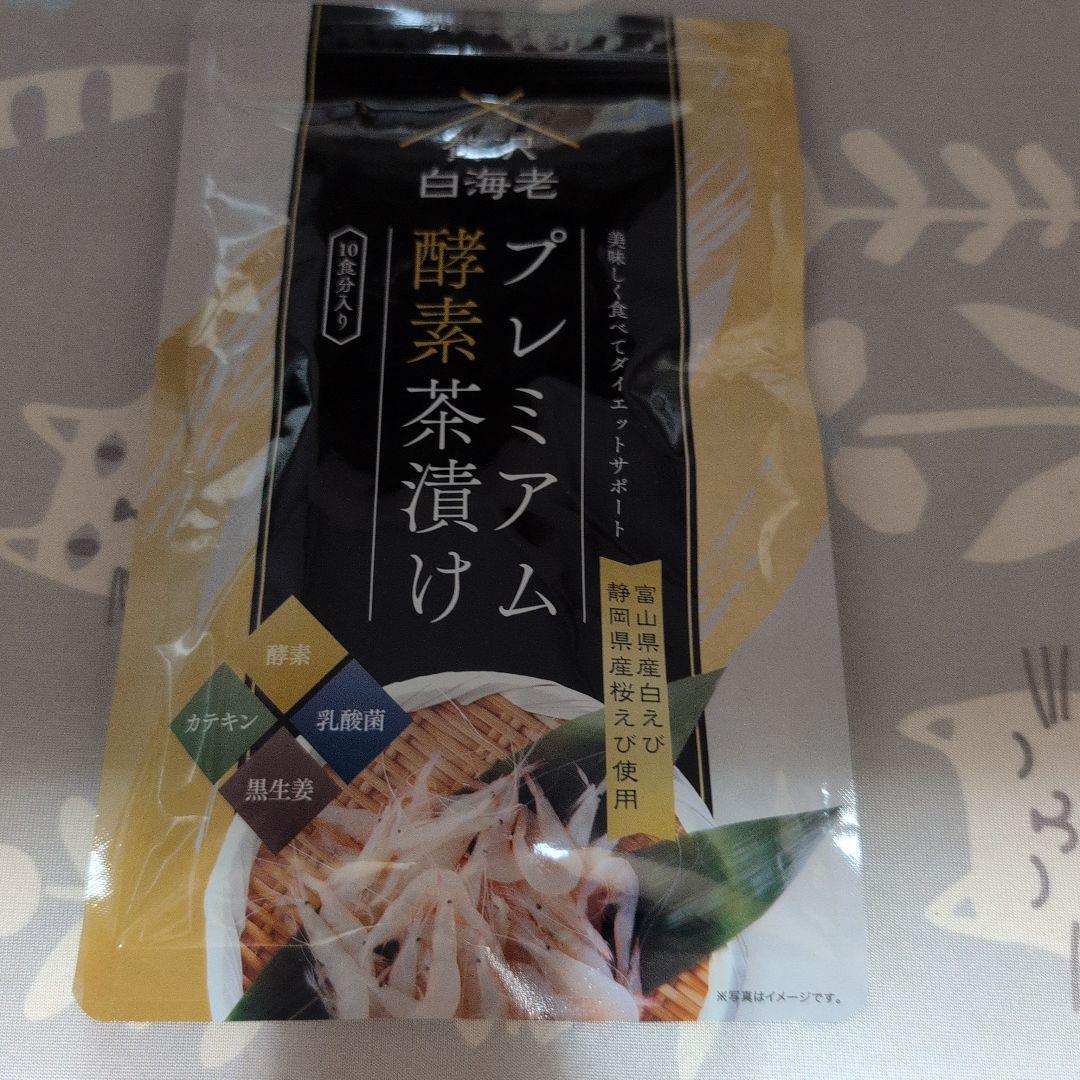 白海老
美味しく食べてダイエットサポート
プレミアム
酵素茶漬け
10食分入り
富山県産白えび
静岡県産桜えび使用
酵素
カテキン
乳酸菌
黒生姜
※写真はイメージです。